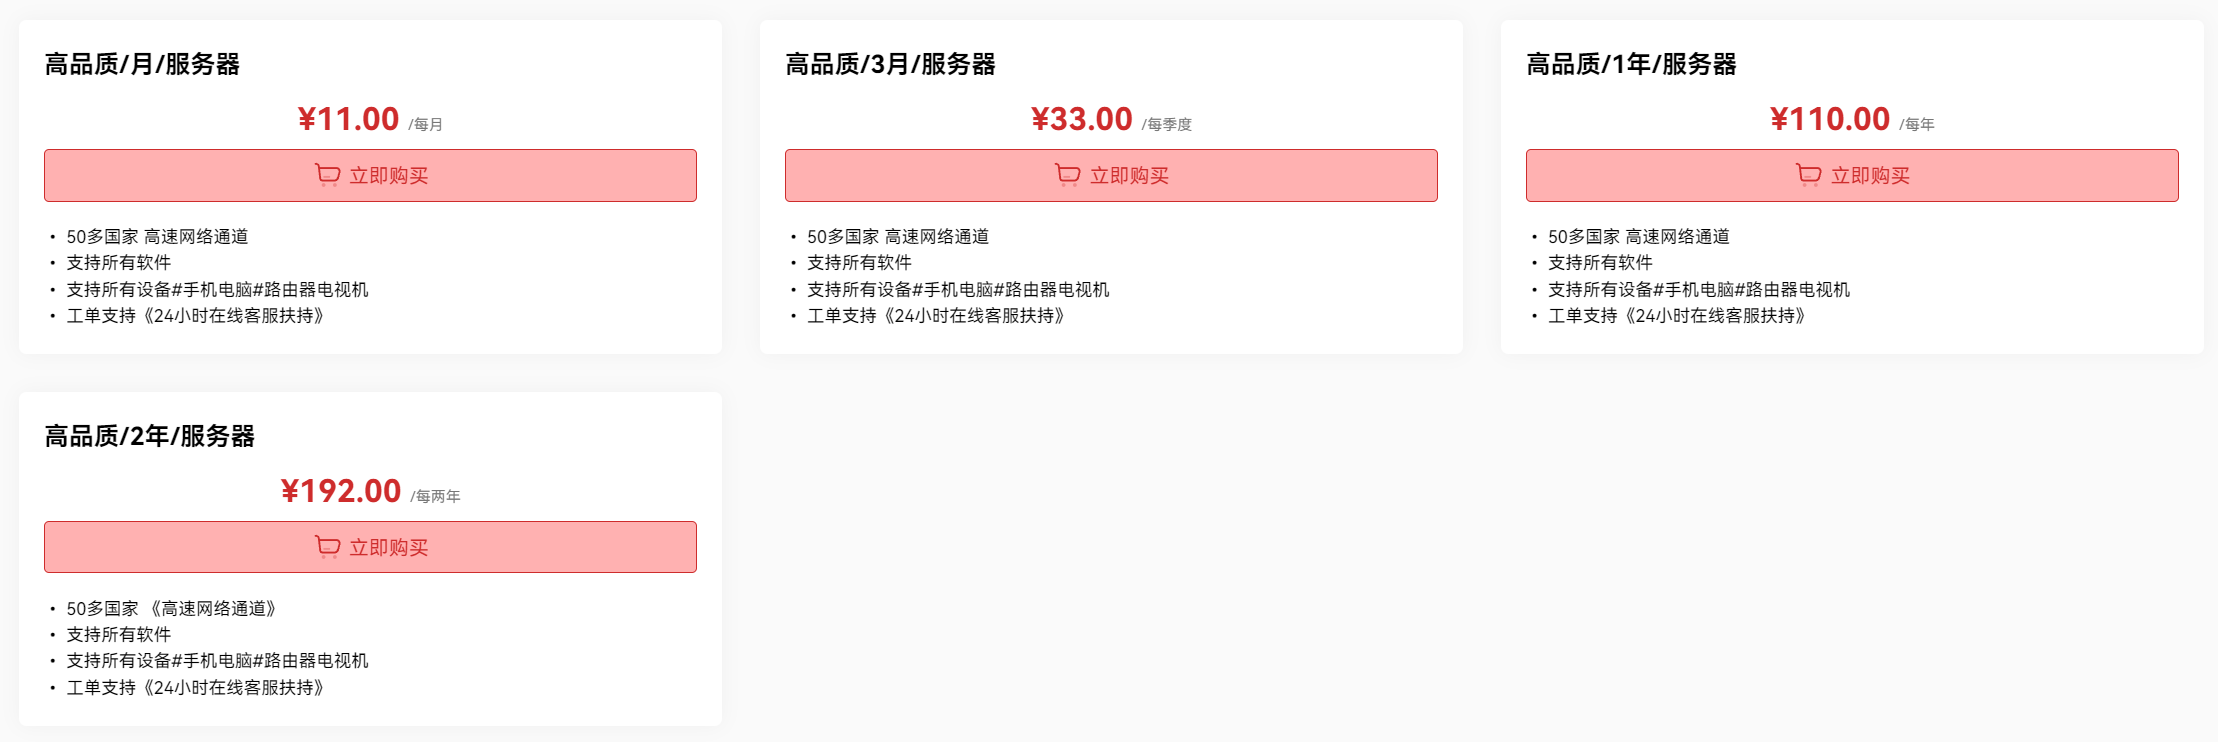 高品质/月/服务器
¥11.00 /每月
立即购买
• 50多国家 高速网络通道
• 支持所有软件
• 支持所有设备#手机电脑#路由器电视机
• 工单支持《24小时在线客服扶持》
高品质/3月/服务器
¥33.00 /每季度
立即购买
• 50多国家 高速网络通道
• 支持所有软件
• 支持所有设备#手机电脑#路由器电视机
• 工单支持《24小时在线客服扶持》
高品质/1年/服务器
¥110.00 /每年
立即购买
• 50多国家 高速网络通道
• 支持所有软件
• 支持所有设备#手机电脑#路由器电视机
• 工单支持《24小时在线客服扶持》
高品质/2年/服务器
¥192.00 /每两年
立即购买
• 50多国家 《高速网络通道》
• 支持所有软件
• 支持所有设备#手机电脑#路由器电视机
• 工单支持《24小时在线客服扶持》